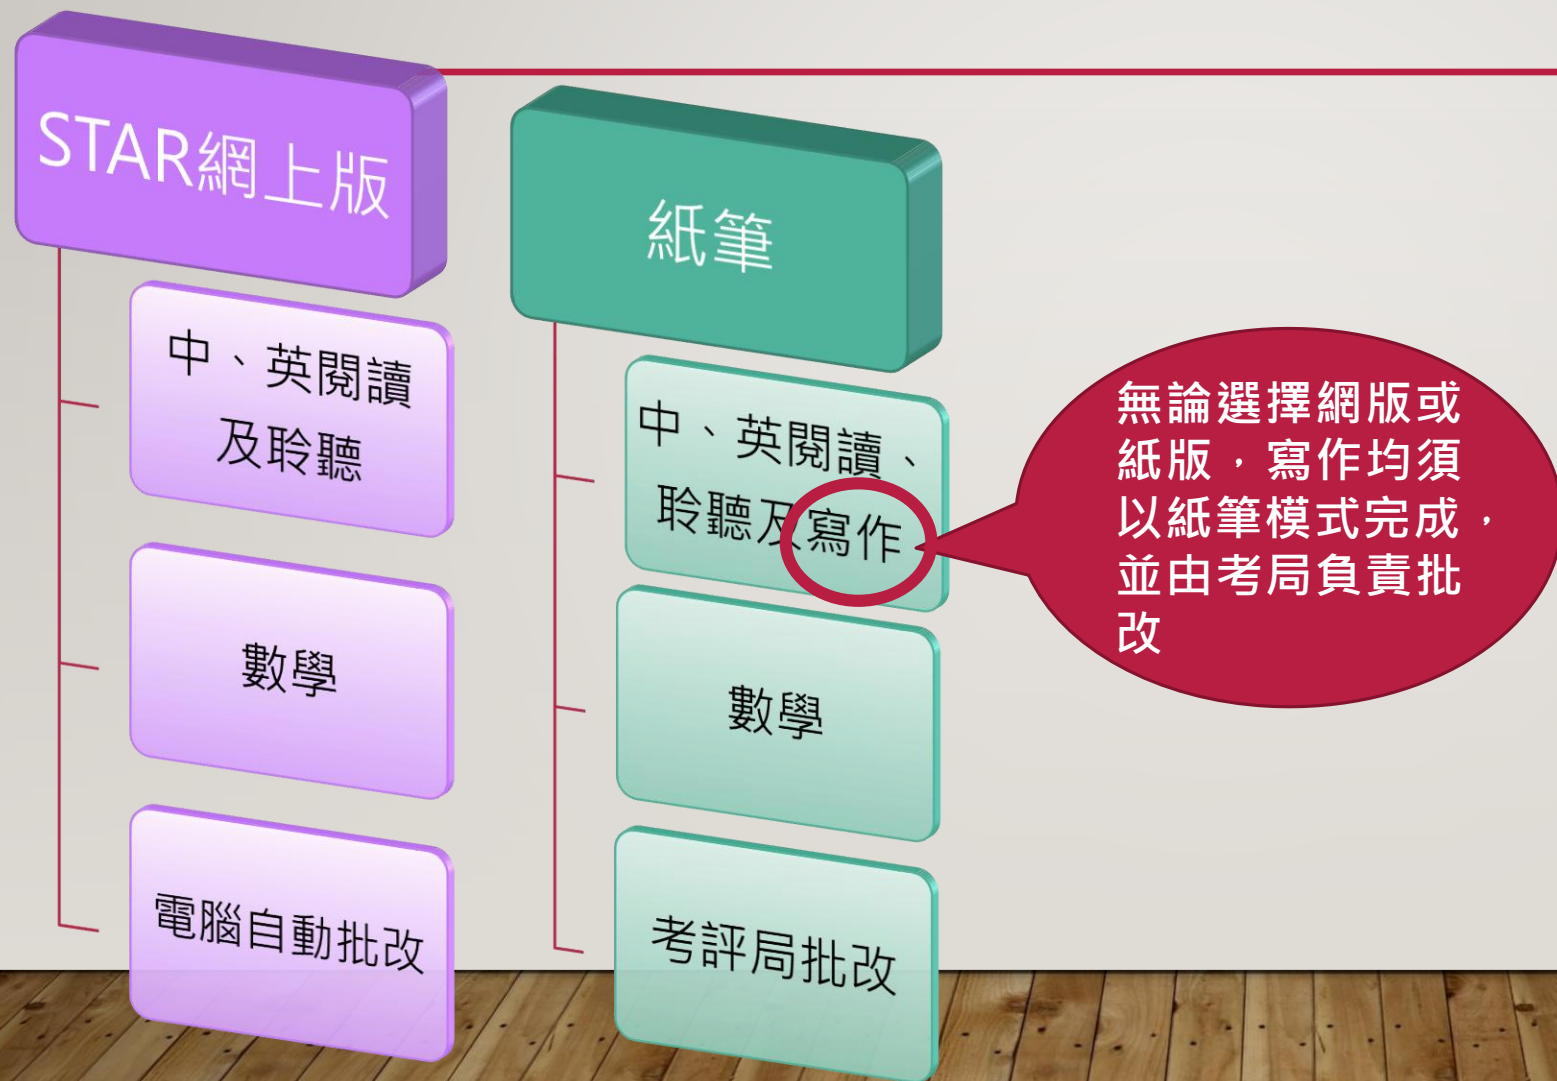 STAR網上版
中、英閱讀
及聆聽
數學
電腦自動批改
紙筆
中、英閱讀、
聆聽及寫作
數學
考評局批改
無論選擇網版或
紙版，寫作均須
以紙筆模式完成，
並由考局負責批
改